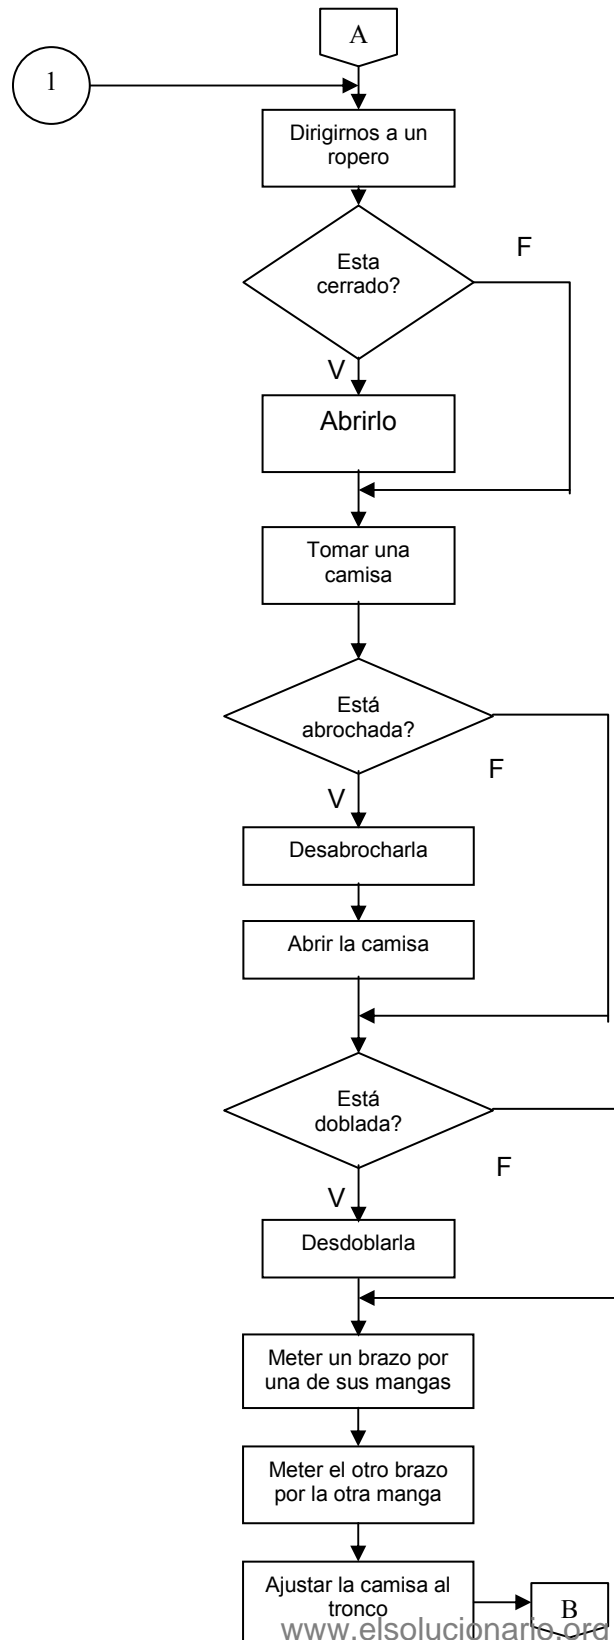 A
1
Dirigirnos a un
ropero
Esta
cerrado?
F
V
Abrirlo
Tomar una
camisa
Está
abrochada?
F
V
Desabrocharla
Abrir la camisa
Está
doblada?
F
V
Desdoblarla
Meter un brazo por
una de sus mangas
Meter el otro brazo
por la otra manga
Ajustar la camisa al
tronco
B
www.elsolucionario.org